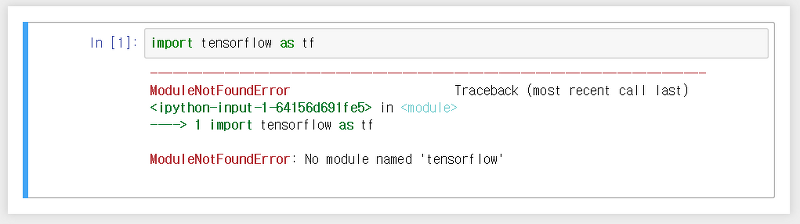 In [1]: import tensorflow as tf
---------------------------------------------------------------------------
ModuleNotFoundError                       Traceback (most recent call last)
<ipython-input-1-64156d691fe5> in <module>
----> 1 import tensorflow as tf
ModuleNotFoundError: No module named 'tensorflow'